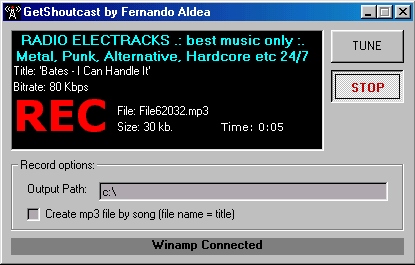 GetShoutcast by Fernando Aldea
RADIO ELECTRACKS .: best music only :.
Metal, Punk, Alternative, Hardcore etc 24/7
Title: 'Bates - I Can Handle It'
Bitrate: 80 Kbps
REC
File: File62032.mp3
Size: 30 kb. Time: 0:05
TUNE
STOP
Record options:
Output Path: c:\
Create mp3 file by song (file name = title)
Winamp Connected